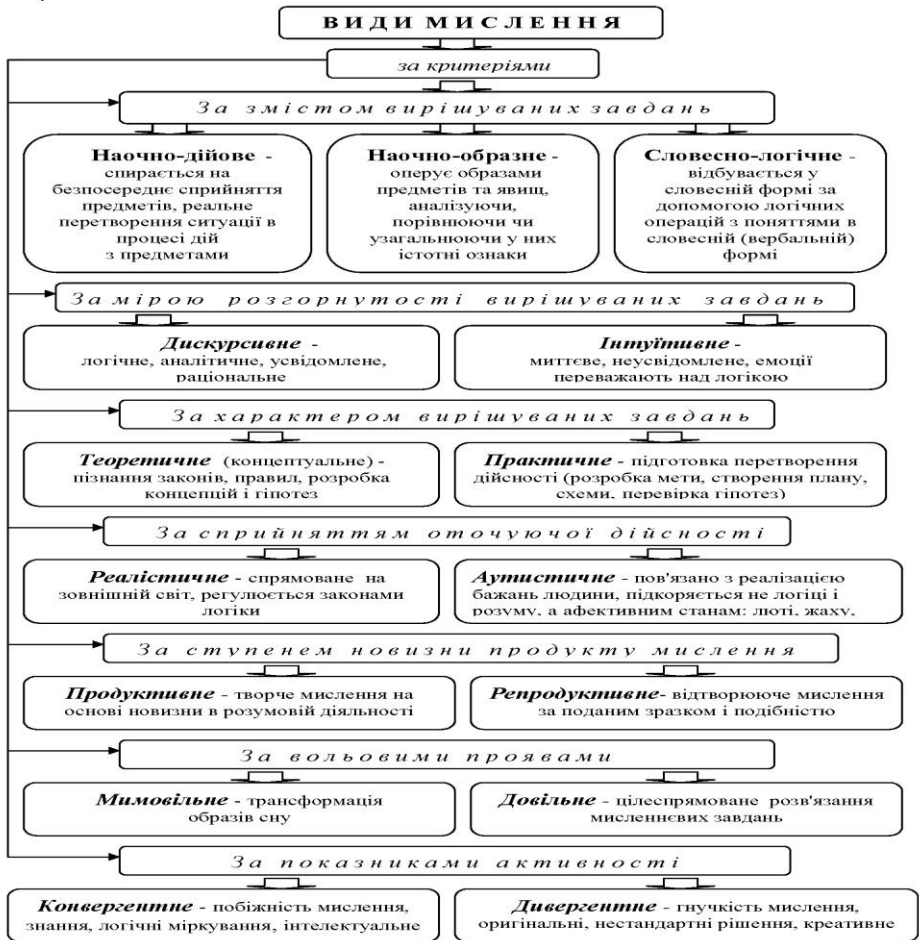 ВИДИ МИСЛЕННЯ
за критеріями
За змістом вирішуваних завдань
Наочно-дійове -
спирається на
безпосереднє сприйняття
предметів, реальне
перетворення ситуації в
процесі дій
з предметами
Наочно-образне -
оперує образами
предметів та явищ,
аналізуючи,
порівнюючи чи
узагальнюючи у них
істотні ознаки
Словесно-логічне -
відбувається у
словесній формі за
допомогою логічних
операцій з поняттями в
словесній (вербальній)
формі
За мірою розгорнутості вирішуваних завдань
Дискурсивне -
логічне, аналітичне, усвідомлене,
раціональне
Інтуїтивне -
миттєве, неусвідомлене, емоції
переважають над логікою
За характером вирішуваних завдань
Теоретичне (концептуальне) -
пізнання законів, правил, розробка
концепцій і гіпотез
Практичне - підготовка перетворення
дійсності (розробка мети, створення плану,
схеми, перевірка гіпотез)
За сприйняттям оточуючої дійсності
Реалістичне - спрямоване на
зовнішній світ, регулюється законами
логіки
Аутистичне - пов'язано з реалізацією
бажань людини, підкоряється не логіці і
розуму, а афективним станам: люті, жаху,
За ступенем новизни продукту мислення
Продуктивне - творче мислення на
основі новизни в розумовій діяльності
Репродуктивне- відтворююче мислення
за поданим зразком і подібністю
За вольовими проявами
Мимовільне - трансформація
образів сну
Довільне - цілеспрямоване розв'язання
мисленнєвих завдань
За показниками активності
Конвергентне - побіжність мислення,
знання, логічні міркування, інтелектуальне
Дивергентне - гнучкість мислення,
оригінальні, нестандартні рішення, креативне